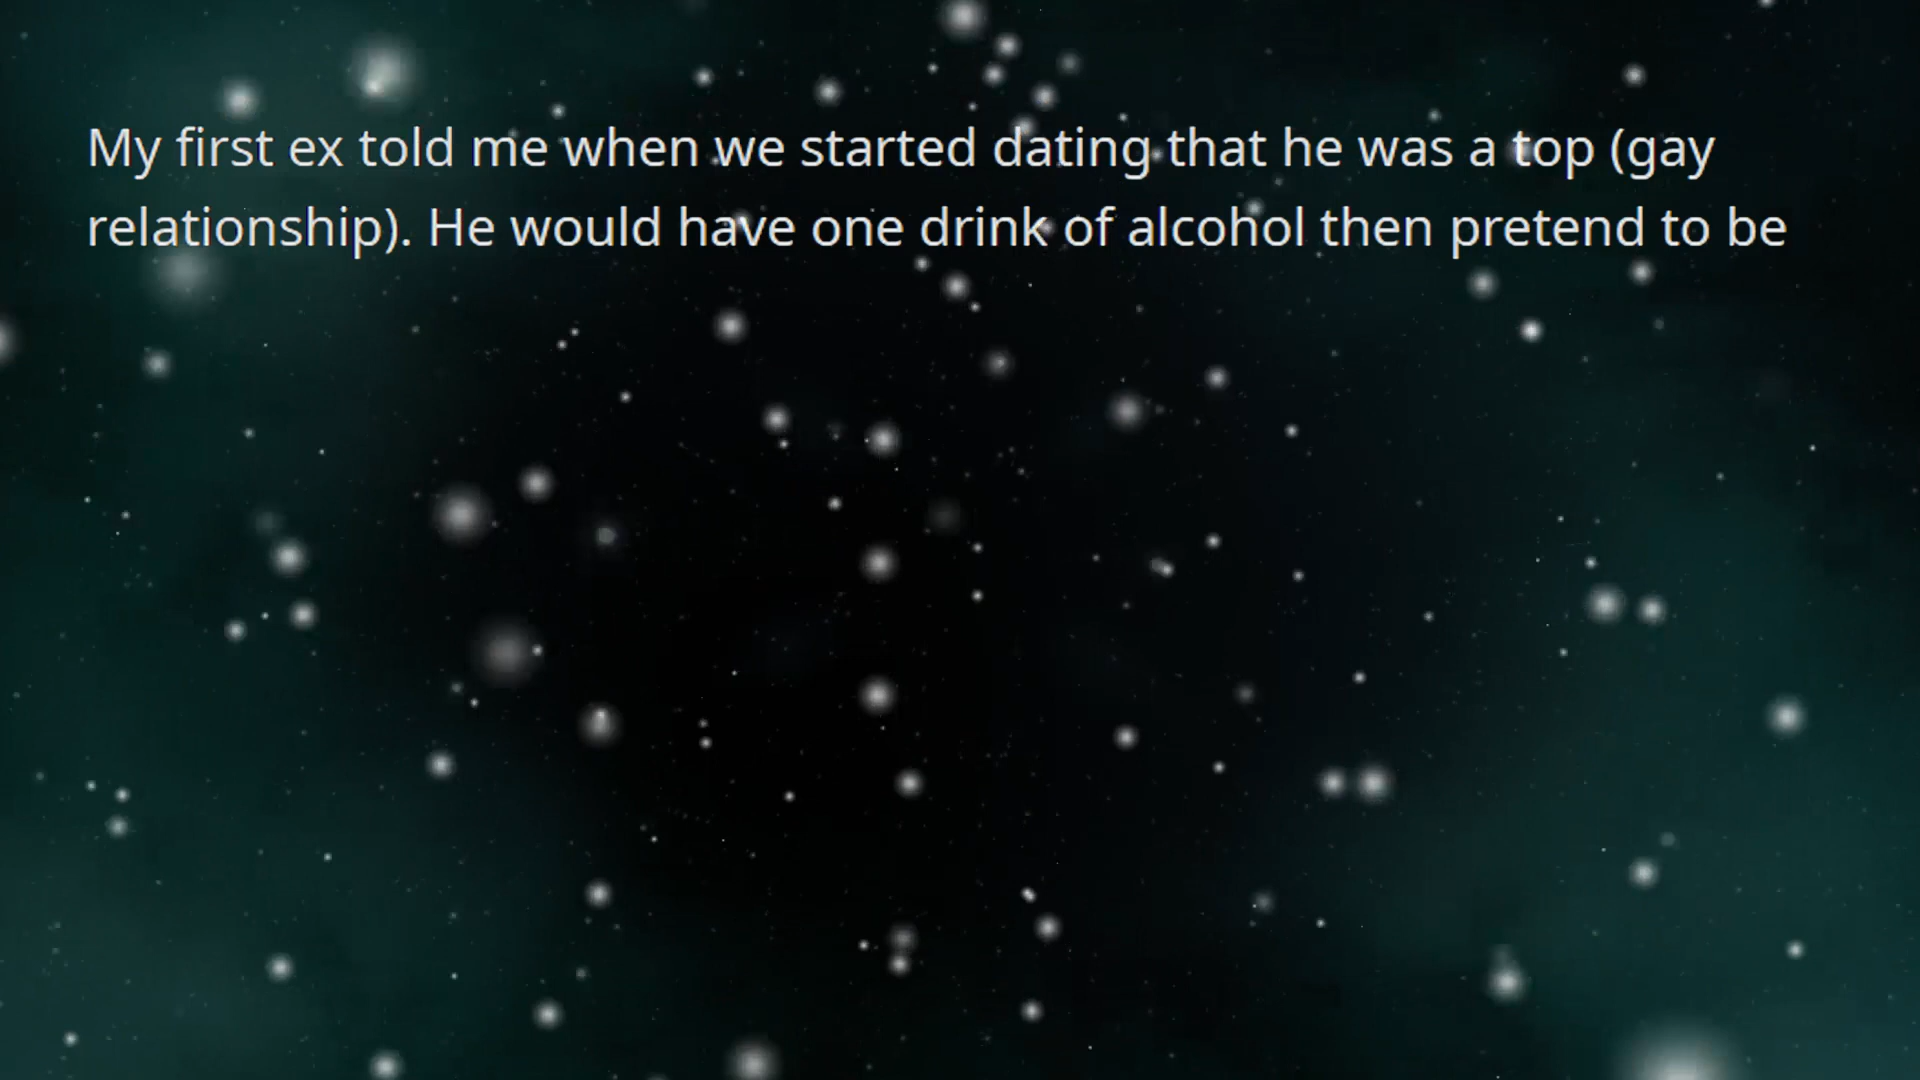 My first ex told me when we started dating that he was a top (gay
relationship). He would have one drink of alcohol then pretend to be